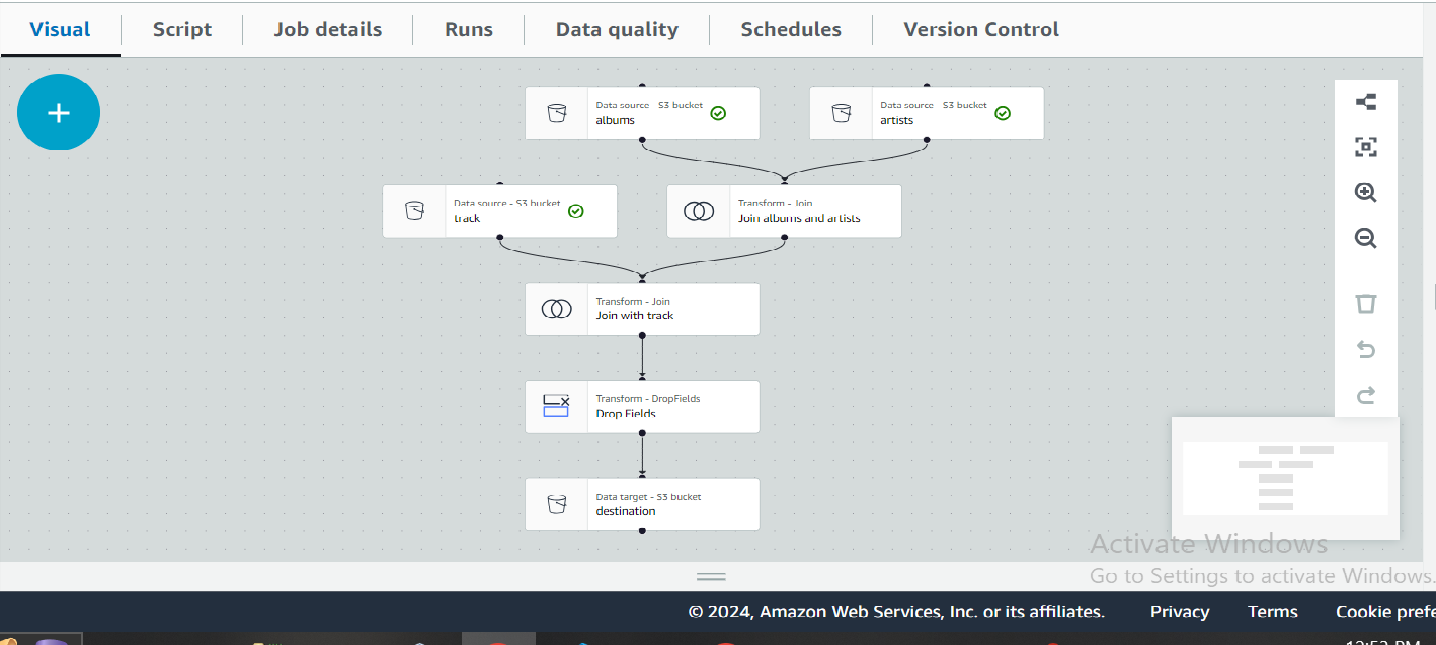 Visual Script Job details Runs Data quality Schedules Version Control
Data source - S3 bucket
albums
Data source - S3 bucket
artists
Data source - S3 bucket
track
Transform - Join
Join albums and artists
Transform - Join
Join with track
Transform - DropFields
Drop Fields
Data target - S3 bucket
destination
Activate Windows
Go to Settings to activate Windows.
© 2024, Amazon Web Services, Inc. or its affiliates. Privacy Terms Cookie prefe